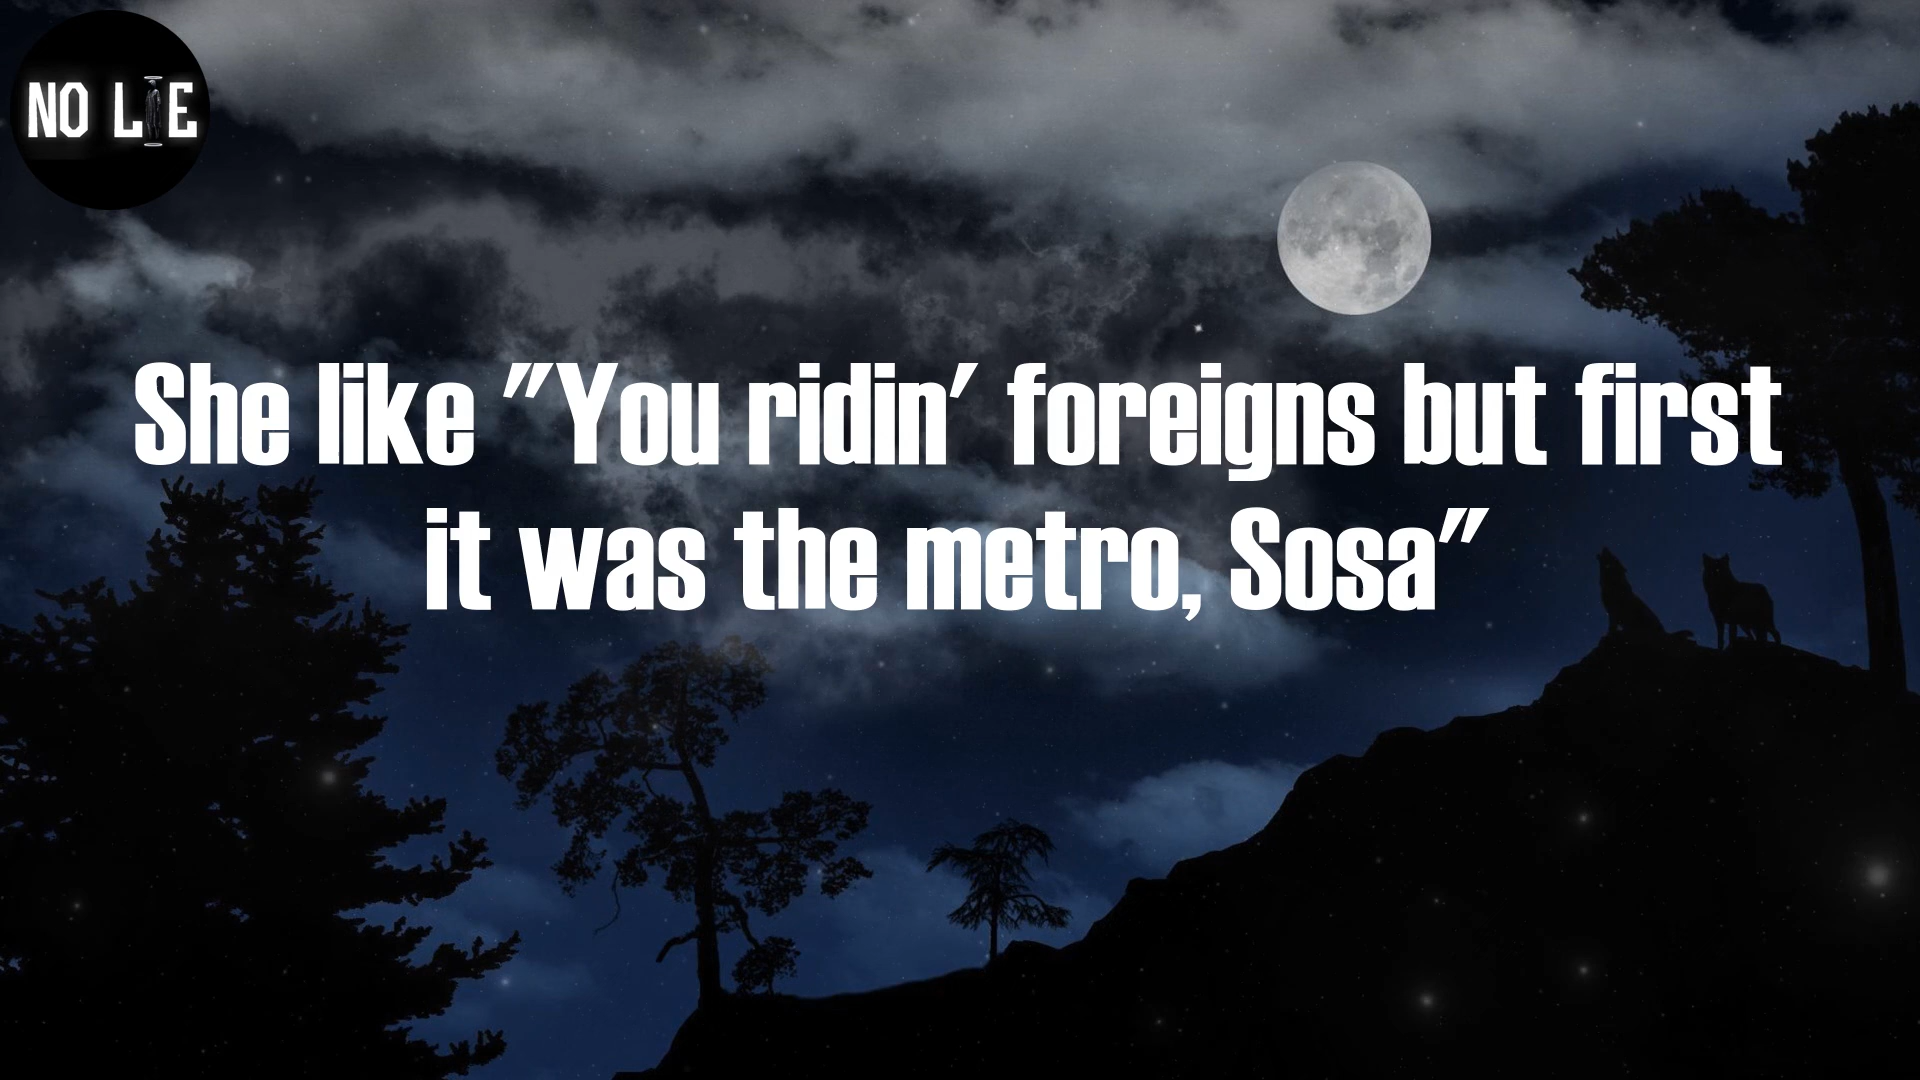 NO LIE
She like "You ridin' foreigns but first
it was the metro, Sosa"